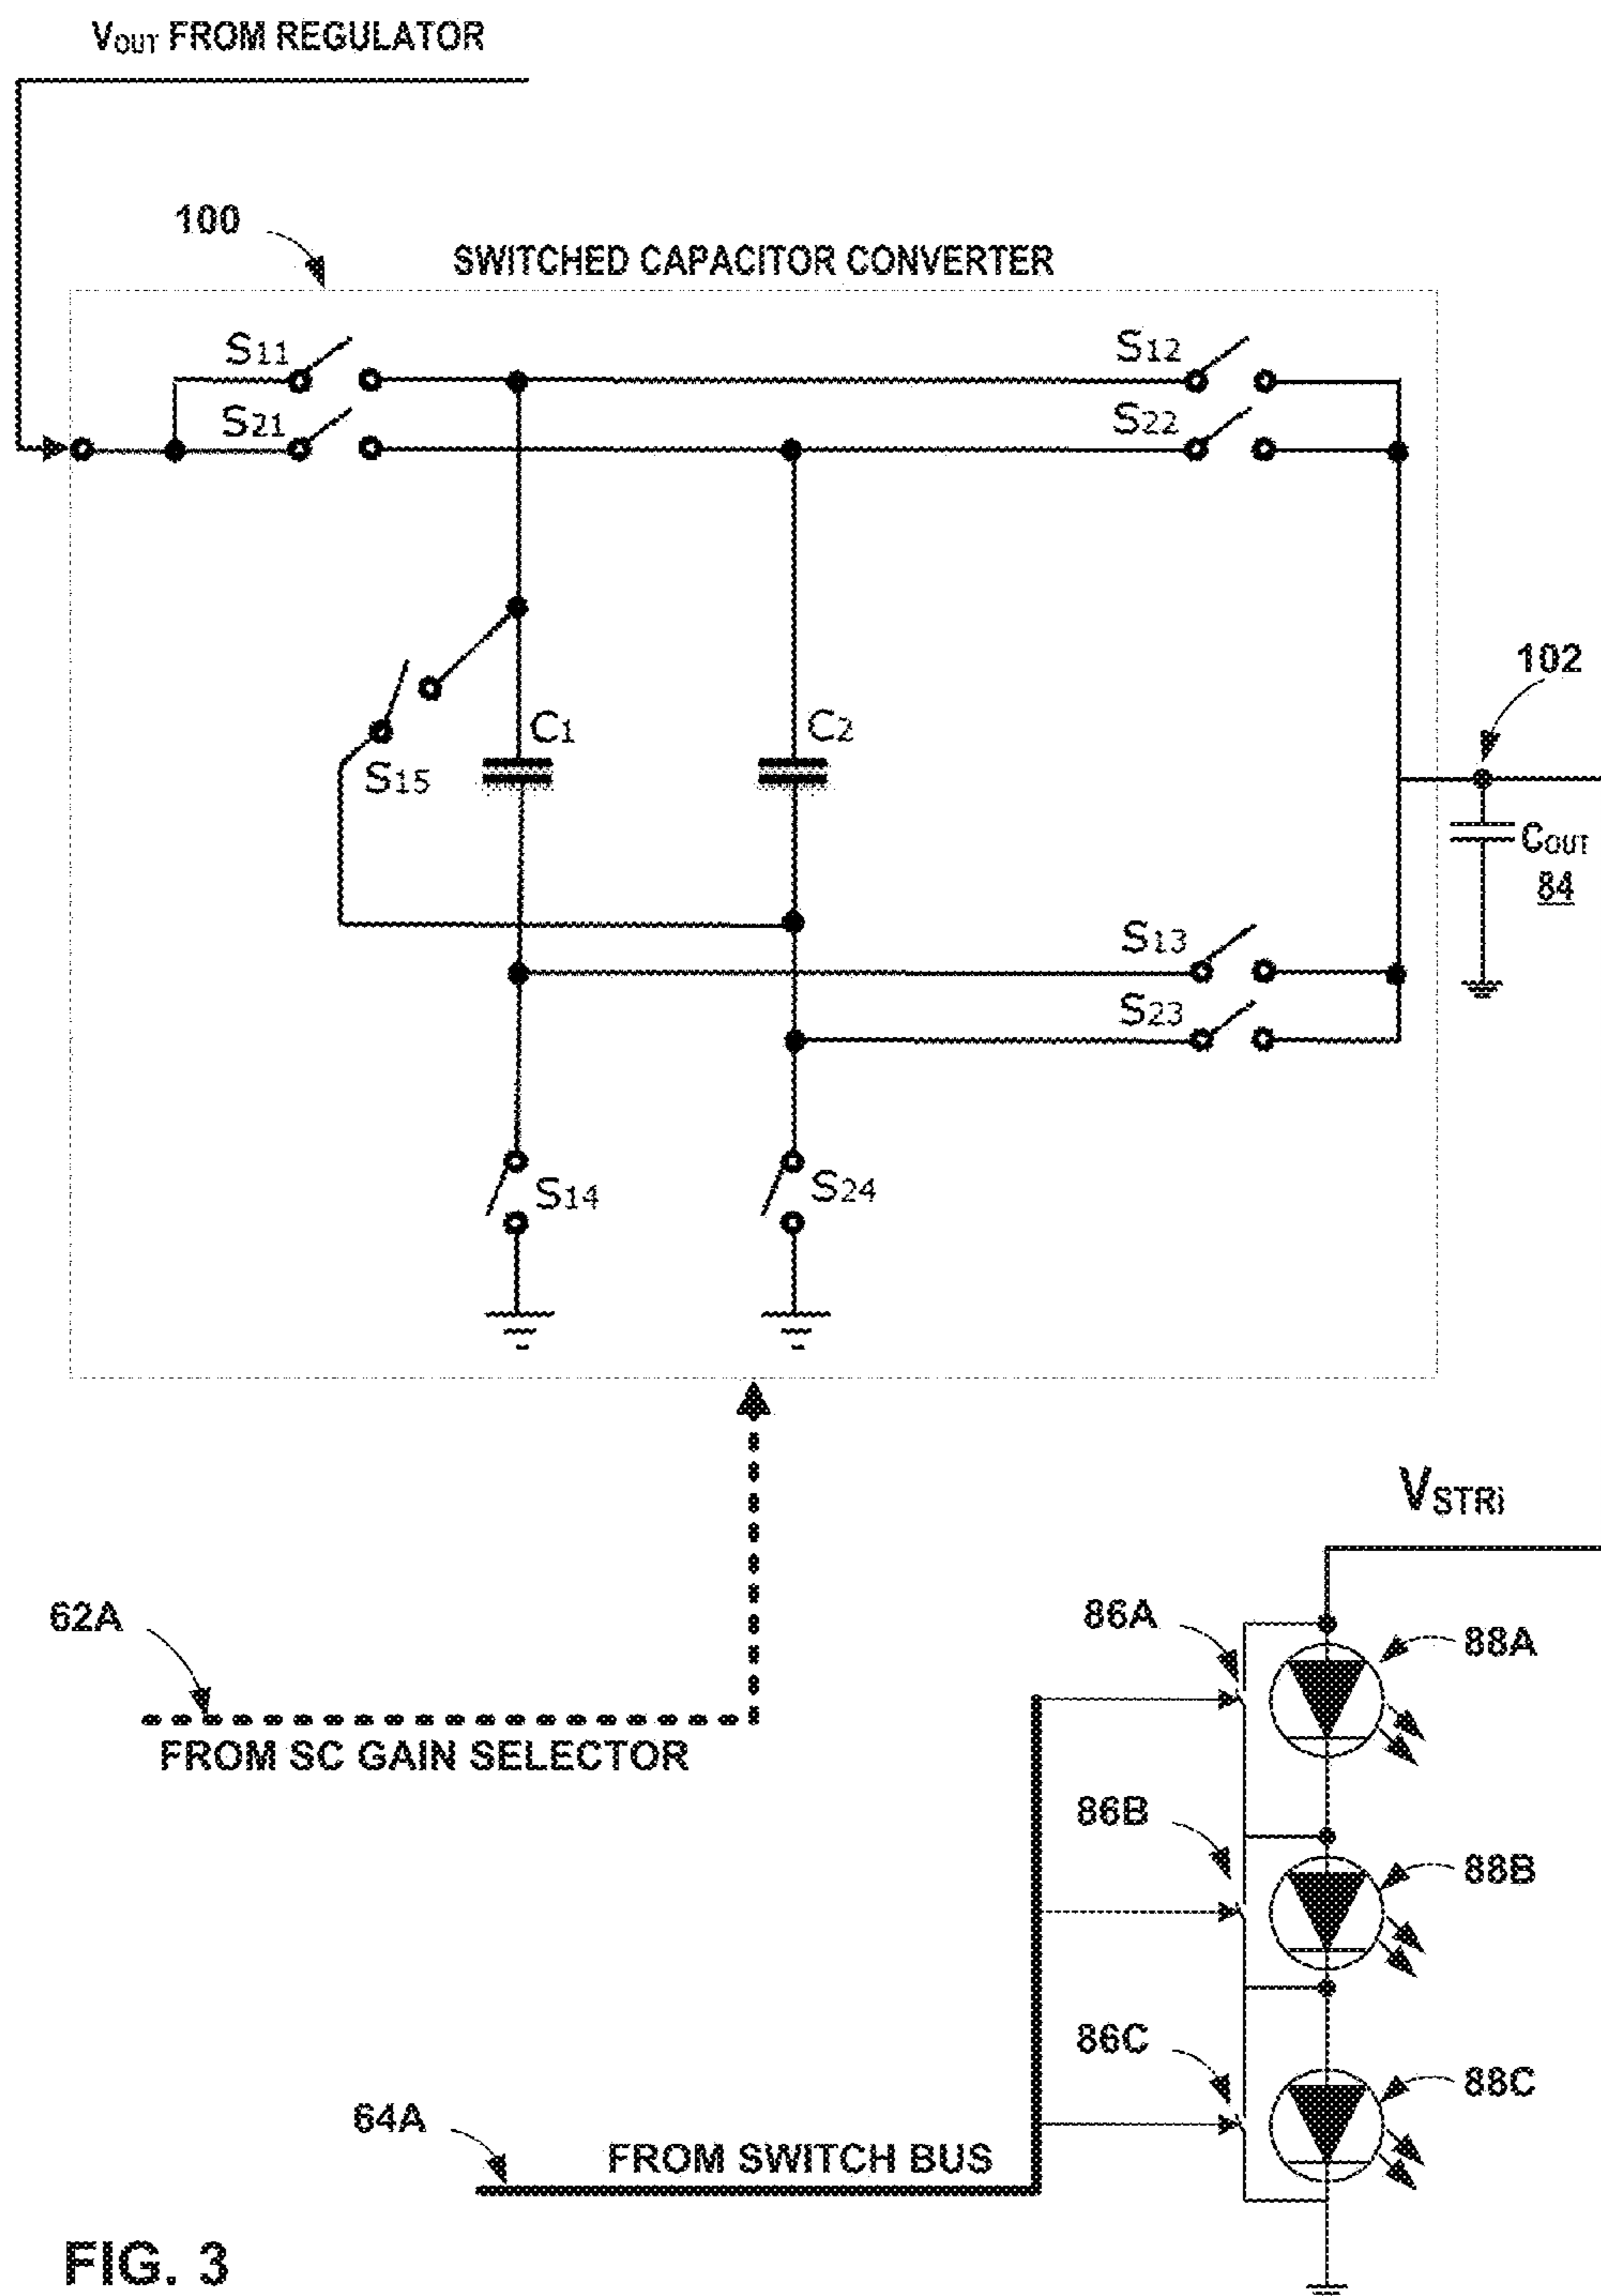 VOUT FROM REGULATOR
100
SWITCHED CAPACITOR CONVERTER
S11
S12
S21
S22
102
C1
C2
S15
COUT
84
S13
S23
S14
S24
VSTRi
62A
86A
88A
FROM SC GAIN SELECTOR
86B
88B
86C
88C
64A
FROM SWITCH BUS
FIG. 3